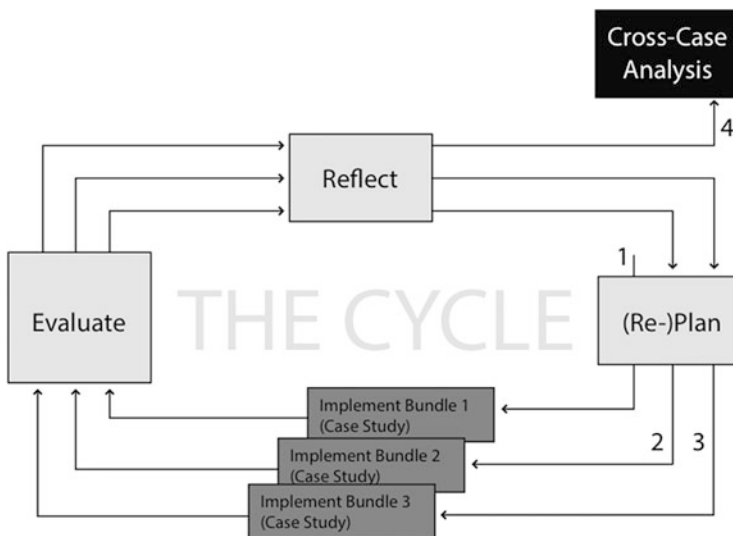 Cross-Case
Analysis
4
Reflect
1
Evaluate
THE CYCLE
(Re-)Plan
Implement Bundle 1
(Case Study)
2
3
Implement Bundle 2
(Case Study)
Implement Bundle 3
(Case Study)